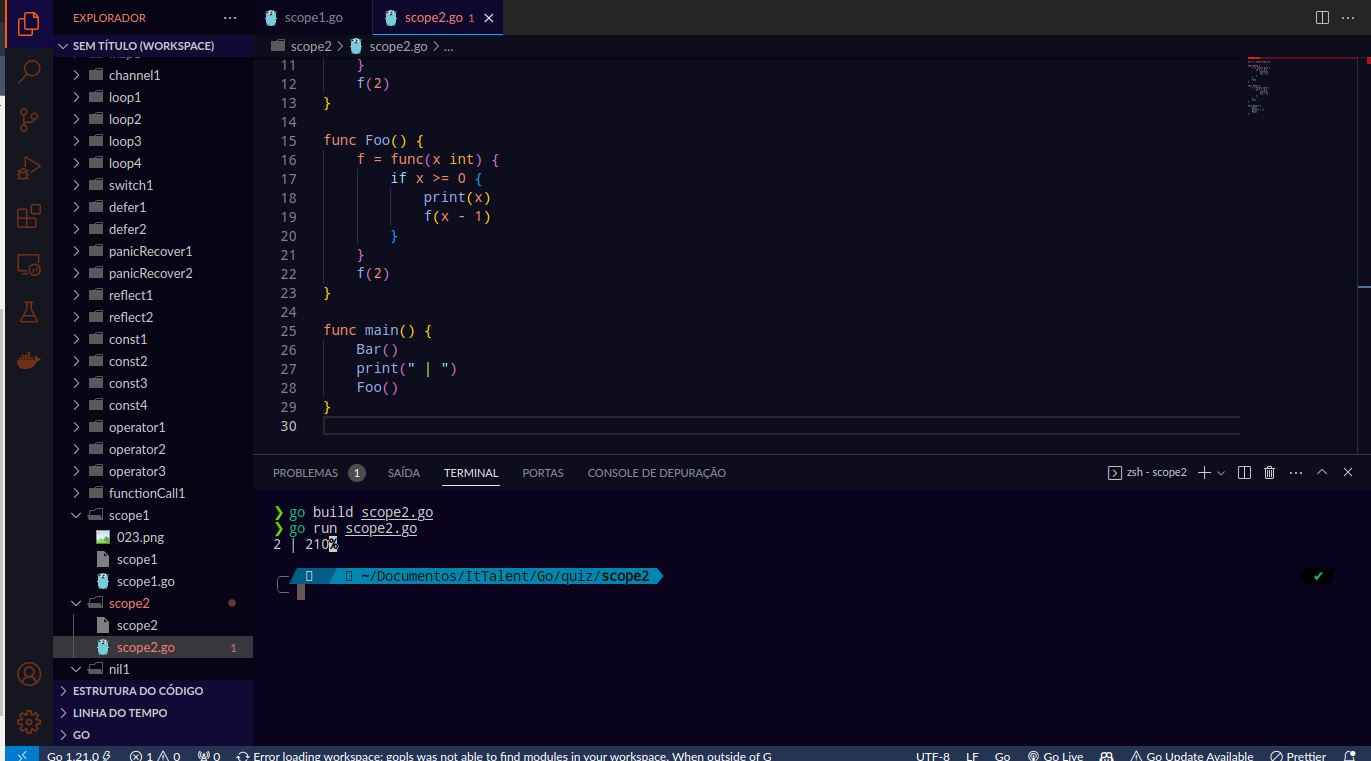 EXPLORADOR
scope1.go
scope2.go 1
SEM TÍTULO (WORKSPACE)
scope2 > scope2.go > ...
channel1
loop1
loop2
loop3
loop4
switch1
defer1
defer2
panicRecover1
panicRecover2
reflect1
reflect2
const1
const2
const3
const4
operator1
operator2
operator3
functionCall1
scope1
023.png
scope1
scope1.go
scope2
scope2
scope2.go 1
nil1
ESTRUTURA DO CÓDIGO
LINHA DO TEMPO
GO
11 }
12 f(2)
13 }
14
15 func Foo() {
16 f = func(x int) {
17 if x >= 0 {
18 print(x)
19 f(x - 1)
20 }
21 }
22 f(2)
23 }
24
25 func main() {
26 Bar()
27 print(" | ")
28 Foo()
29 }
30
PROBLEMAS 1 SAÍDA TERMINAL PORTAS CONSOLE DE DEPURAÇÃO
zsh - scope2
❯ go build scope2.go
❯ go run scope2.go
2 | 210%
~/Documentos/ItTalent/Go/quiz/scope2
Go 1.21.0 1 0 0 Error loading workspace: gopls was not able to find modules in your workspace. When outside of G UTF-8 LF Go Go Live Go Update Available Prettier